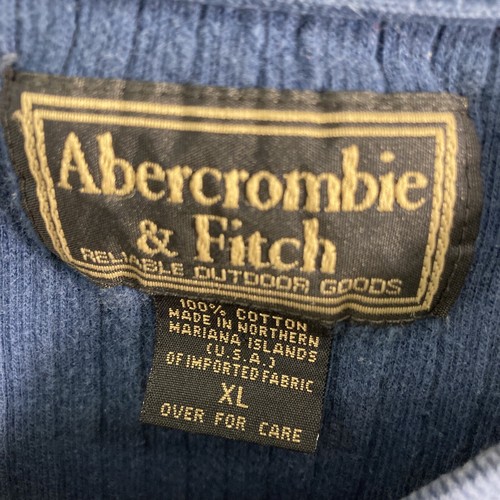 Abercrombie
& Fitch
RELIABLE OUTDOOR GOODS
100% COTTON
MADE IN NORTHERN
MARIANA ISLANDS
(U.S.A.)
OF IMPORTED FABRIC
XL
OVER FOR CARE